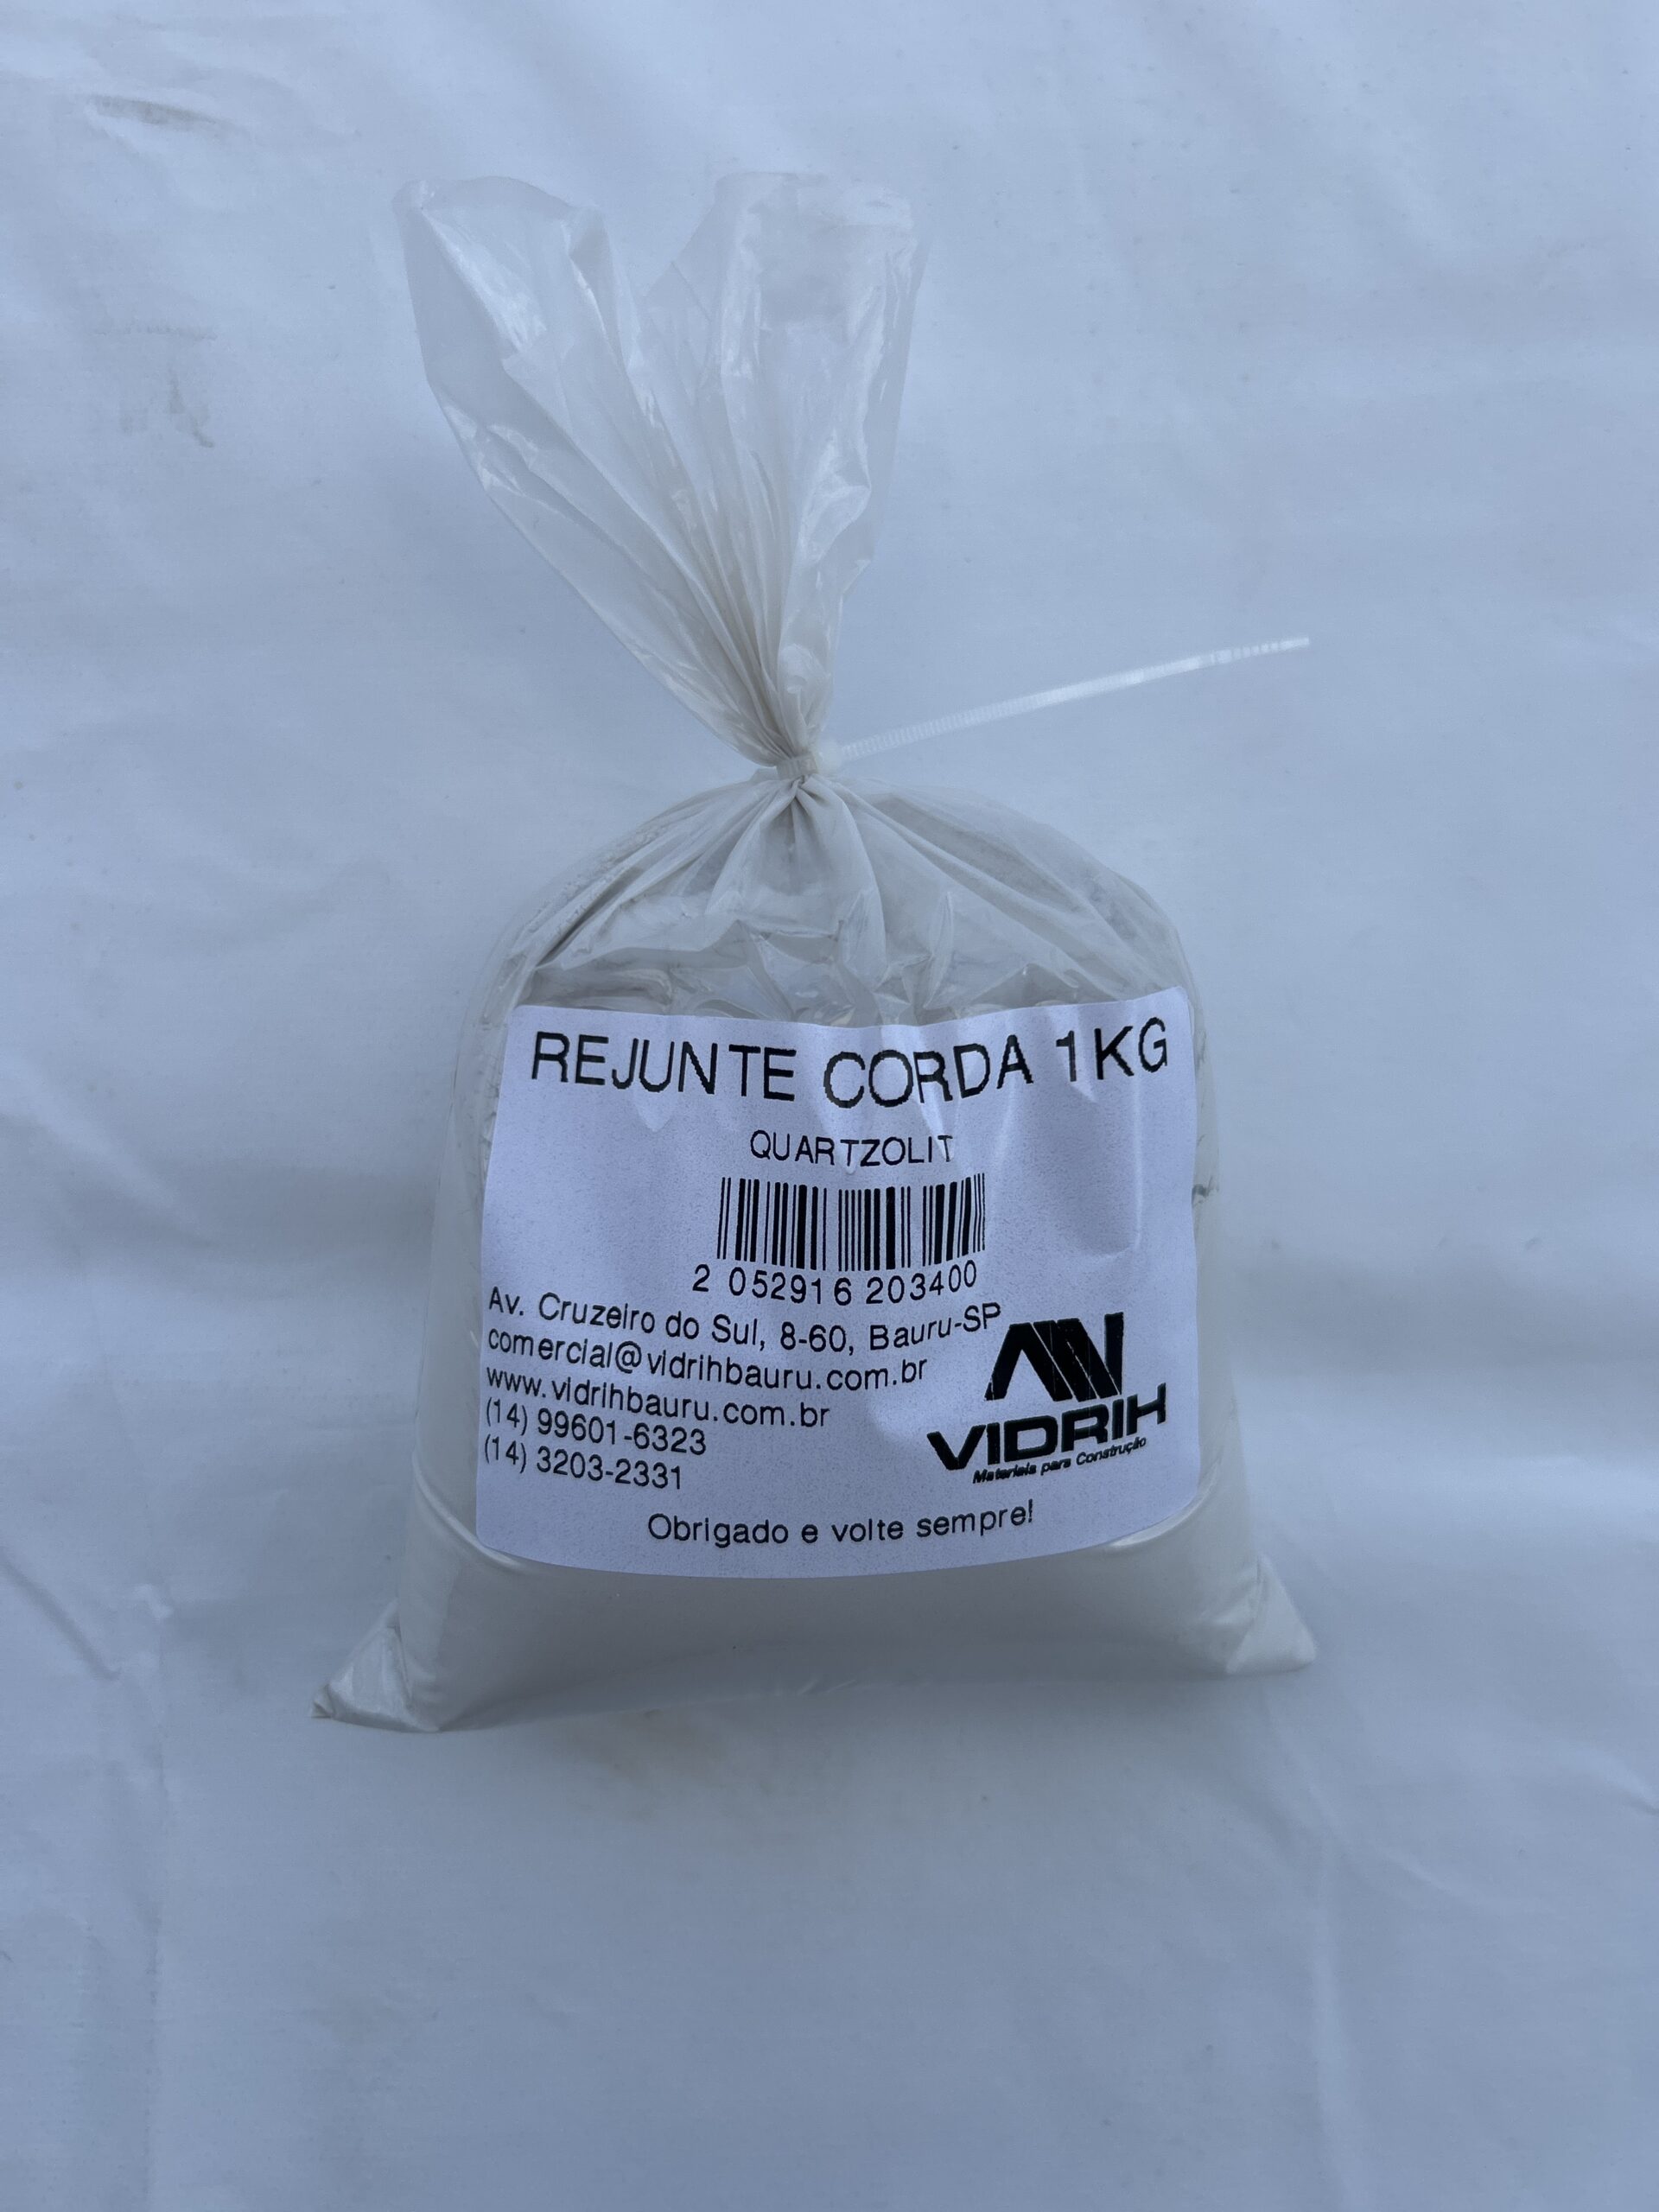 REJUNTE CORDA 1KG
QUARTZOLIT
2 052916 203400
Av. Cruzeiro do Sul, 8-60, Bauru-SP
comercial@vidrihbauru.com.br
www.vidrihbauru.com.br
(14) 99601-6323
(14) 3203-2331
VIDRIH
Materiais para Construção
Obrigado e volte sempre!